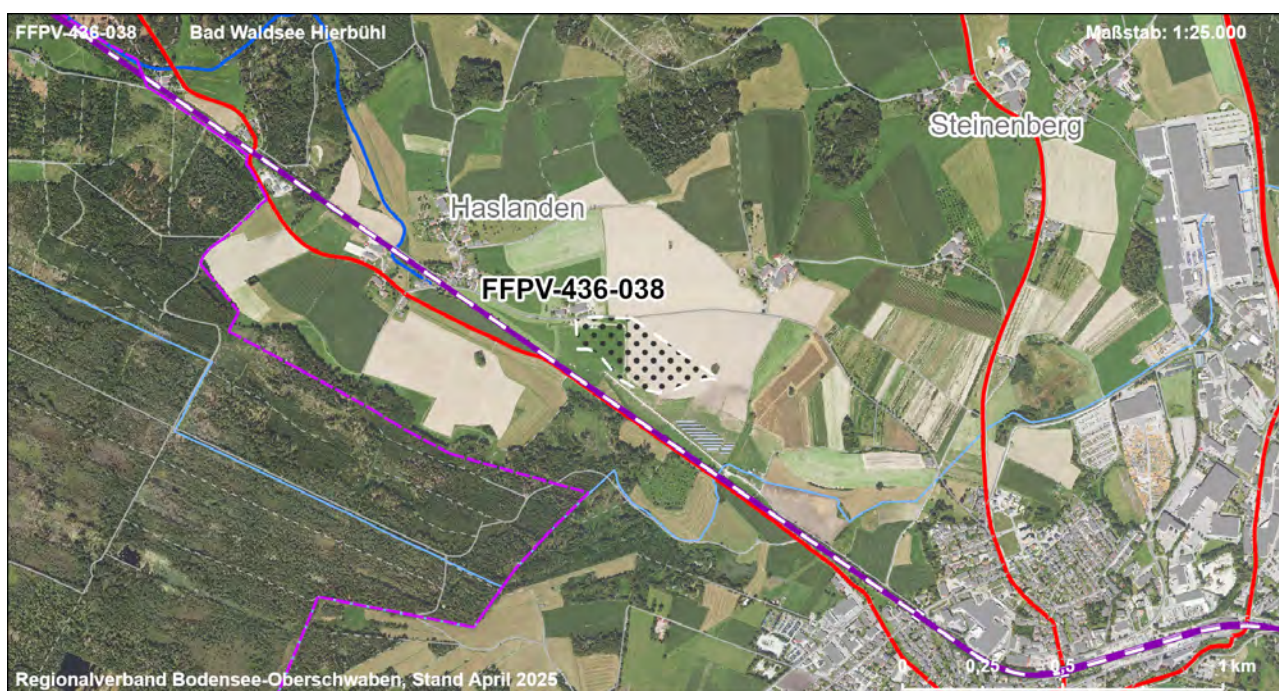 FFPV-436-038 Bad Waldsee Hierbühl Maßstab: 1:25.000
Steinenberg
Haslanden
FFPV-436-038
0 0,25 0,5 1 km
Regionalverband Bodensee-Oberschwaben, Stand April 2025